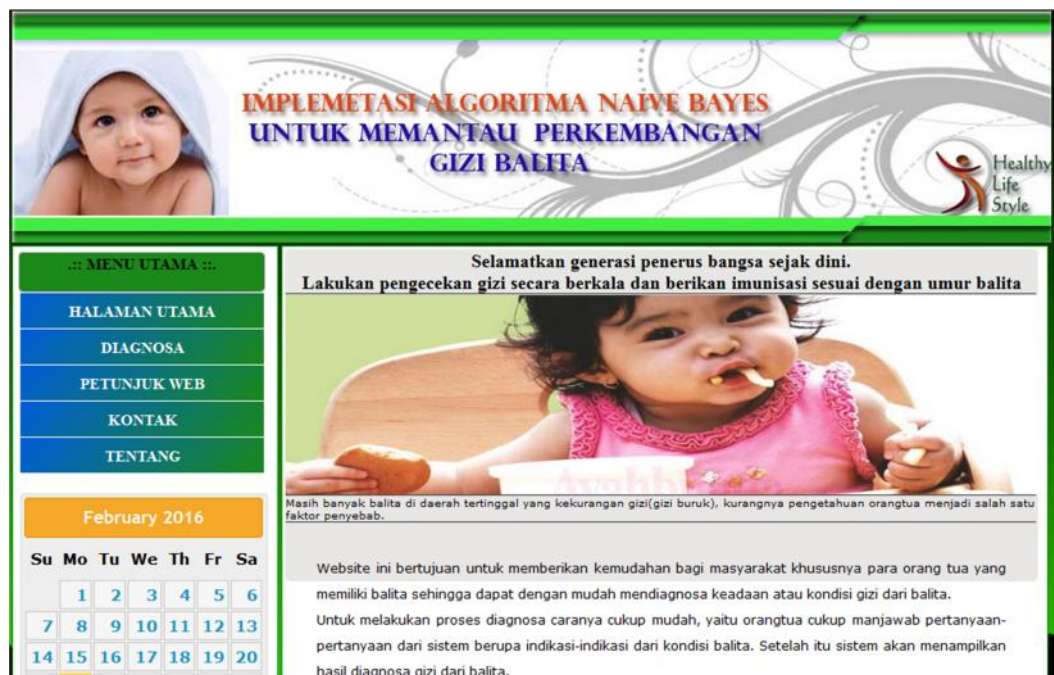 IMPLEMETASI ALGORITMA NAIVE BAYES
UNTUK MEMANTAU PERKEMBANGAN
GIZI BALITA
Healthy
Life
Style
.:: MENU UTAMA ::.
HALAMAN UTAMA
DIAGNOSA
PETUNJUK WEB
KONTAK
TENTANG
February 2016
Su Mo Tu We Th Fr Sa
1 2 3 4 5 6
7 8 9 10 11 12 13
14 15 16 17 18 19 20
Selamatkan generasi penerus bangsa sejak dini.
Lakukan pengecekan gizi secara berkala dan berikan imunisasi sesuai dengan umur balita
Masih banyak balita di daerah tertinggal yang kekurangan gizi(gizi buruk), kurangnya pengetahuan orangtua menjadi salah satu
faktor penyebab.
Website ini bertujuan untuk memberikan kemudahan bagi masyarakat khususnya para orang tua yang
memiliki balita sehingga dapat dengan mudah mendiagnosa keadaan atau kondisi gizi dari balita.
Untuk melakukan proses diagnosa caranya cukup mudah, yaitu orangtua cukup manjawab pertanyaan-
pertanyaan dari sistem berupa indikasi-indikasi dari kondisi balita. Setelah itu sistem akan menampilkan
hasil diagnosa gizi dari balita.